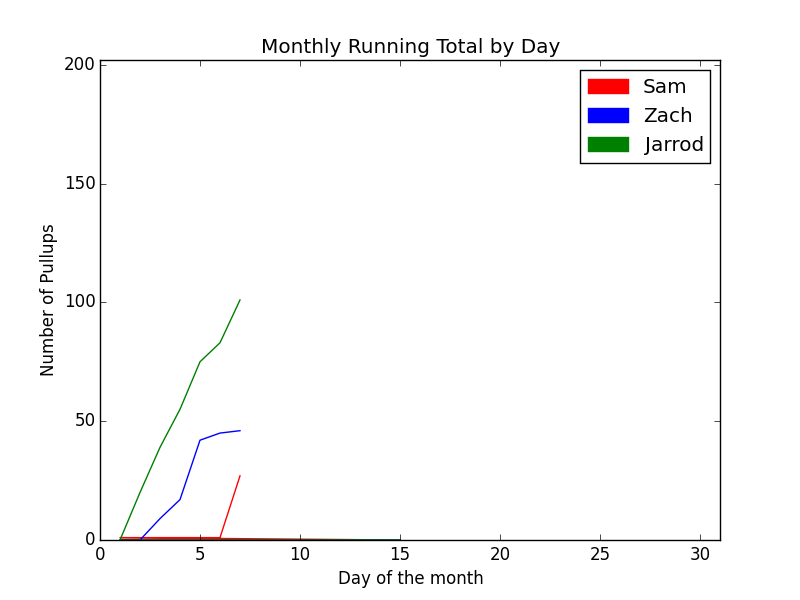 Monthly Running Total by Day
Sam
Zach
Jarrod
200
150
100
50
0
Number of Pullups
0 5 10 15 20 25 30
Day of the month